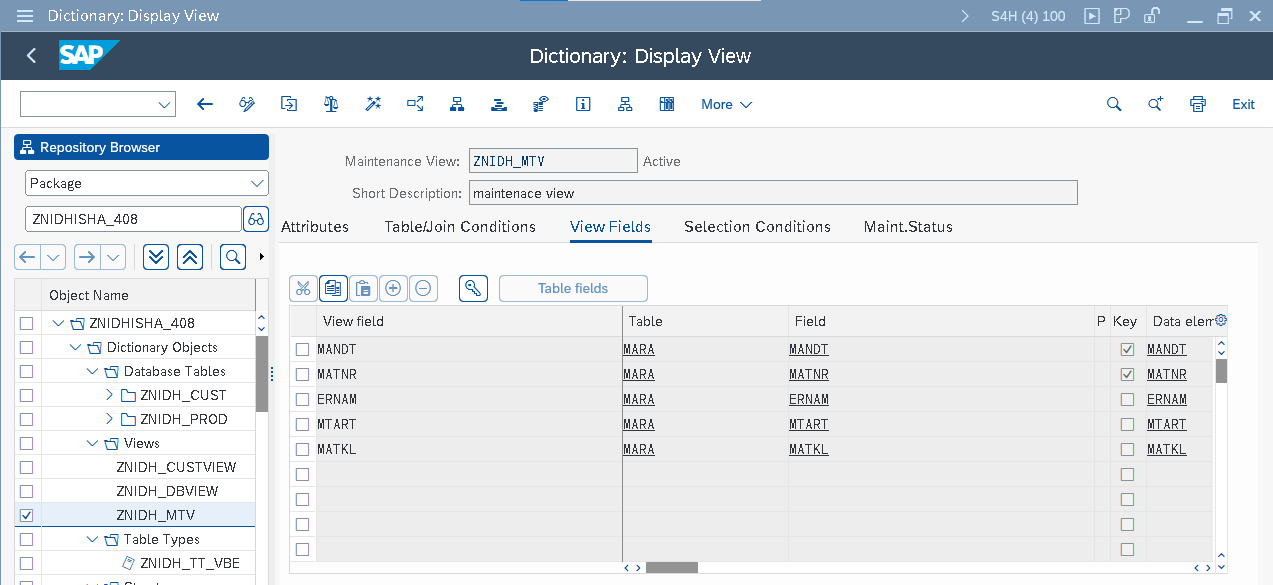 Dictionary: Display View
S4H (4) 100
SAP
Dictionary: Display View
More
Exit
Repository Browser
Package
ZNIDHISHA_408
Object Name
ZNIDHISHA_408
Dictionary Objects
Database Tables
ZNIDH_CUST
ZNIDH_PROD
Views
ZNIDH_CUSTVIEW
ZNIDH_DBVIEW
ZNIDH_MTV
Table Types
ZNIDH_TT_VBE
Maintenance View: ZNIDH_MTV Active
Short Description: maintenace view
Attributes Table/Join Conditions View Fields Selection Conditions Maint.Status
Table fields
View field Table Field P Key Data elem
MANDT MARA MANDT MANDT
MATNR MARA MATNR MATNR
ERNAM MARA ERNAM ERNAM
MTART MARA MTART MTART
MATKL MARA MATKL MATKL